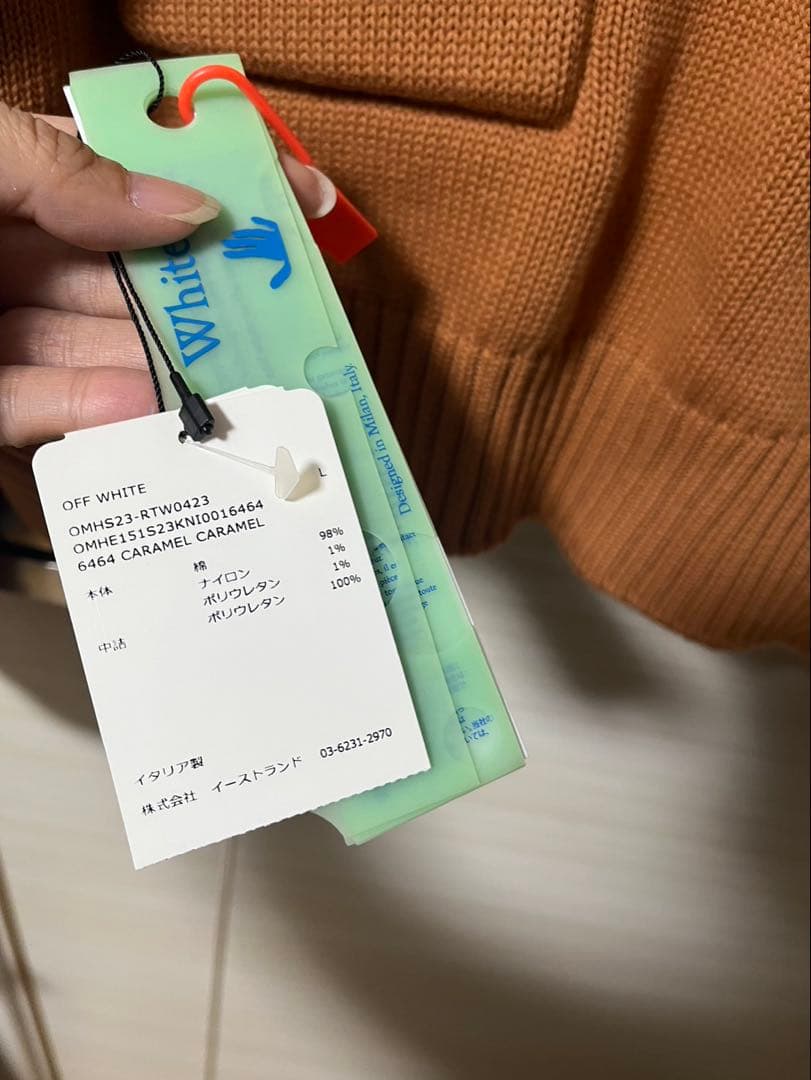 White
Designed in Milan, Italy,
L
OFF WHITE
OMHS23-RTW0423
OMHE151S23KNI0016464
6464 CARAMEL CARAMEL
本体 綿 98%
ナイロン 1%
ポリウレタン 1%
中詰 ポリウレタン 100%
イタリア製
株式会社 イーストランド 03-6231-2970